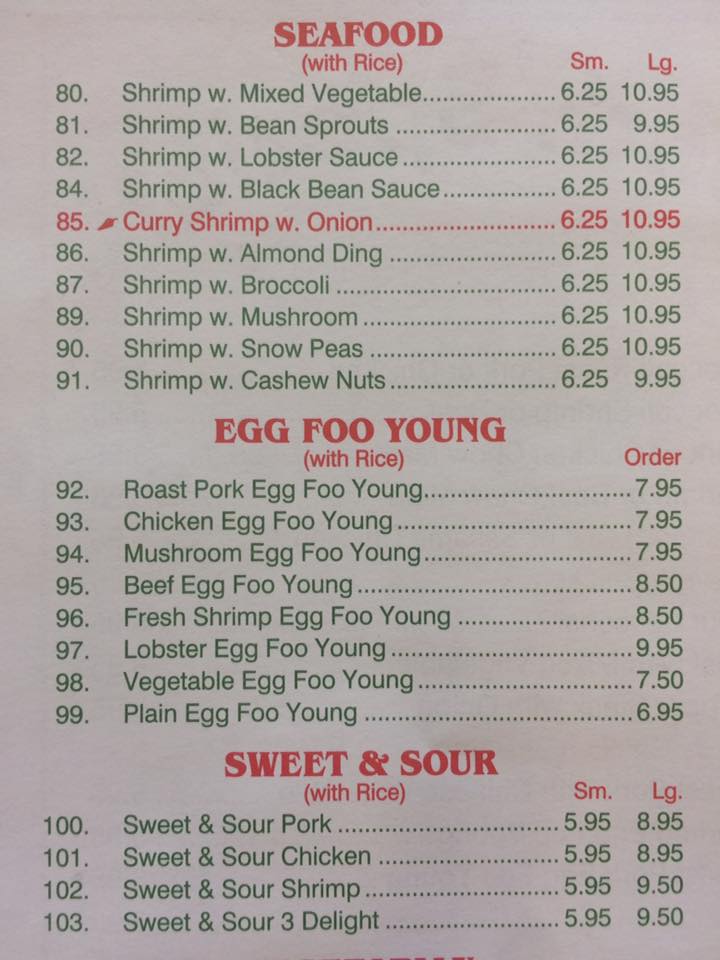 SEAFOOD
(with Rice) Sm. Lg.
80. Shrimp w. Mixed Vegetable..................... 6.25 10.95
81. Shrimp w. Bean Sprouts ......................... 6.25 9.95
82. Shrimp w. Lobster Sauce ........................ 6.25 10.95
84. Shrimp w. Black Bean Sauce.................. 6.25 10.95
85. Curry Shrimp w. Onion............................. 6.25 10.95
86. Shrimp w. Almond Ding .......................... 6.25 10.95
87. Shrimp w. Broccoli ................................... 6.25 10.95
89. Shrimp w. Mushroom .............................. 6.25 10.95
90. Shrimp w. Snow Peas ............................. 6.25 10.95
91. Shrimp w. Cashew Nuts .......................... 6.25 9.95
EGG FOO YOUNG
(with Rice) Order
92. Roast Pork Egg Foo Young................................ 7.95
93. Chicken Egg Foo Young .................................... 7.95
94. Mushroom Egg Foo Young................................ 7.95
95. Beef Egg Foo Young .......................................... 8.50
96. Fresh Shrimp Egg Foo Young ........................... 8.50
97. Lobster Egg Foo Young ..................................... 9.95
98. Vegetable Egg Foo Young ................................. 7.50
99. Plain Egg Foo Young ......................................... 6.95
SWEET & SOUR
(with Rice) Sm. Lg.
100. Sweet & Sour Pork .................................. 5.95 8.95
101. Sweet & Sour Chicken ............................ 5.95 8.95
102. Sweet & Sour Shrimp .............................. 5.95 9.50
103. Sweet & Sour 3 Delight ........................... 5.95 9.50